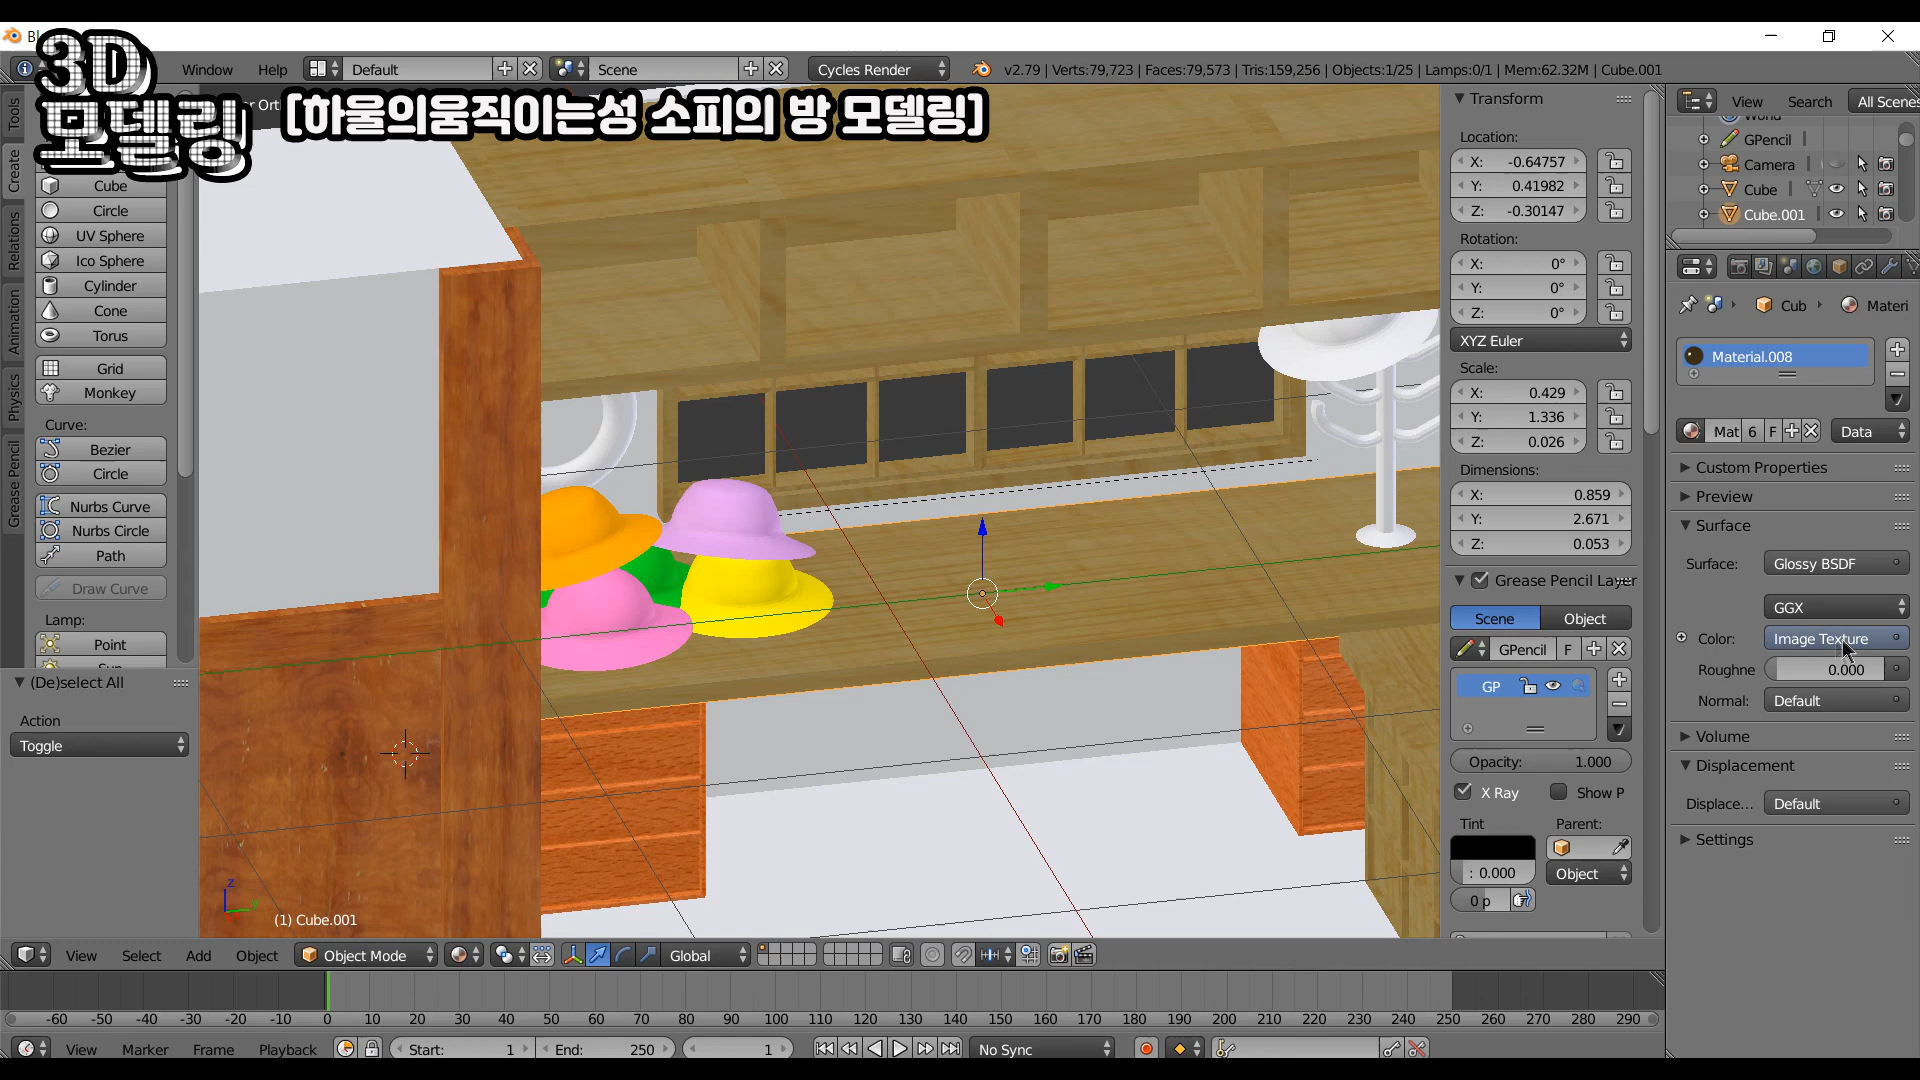 Bl
3D
모델링
[하울의움직이는성 소피의 방 모델링]
Window Help Default Scene Cycles Render v2.79 | Verts:79,723 | Faces:79,573 | Tris:159,256 | Objects:1/25 | Lamps:0/1 | Mem:62.32M | Cube.001
Tools
Create
Relations
Animation
Physics
Grease Pencil
Cube
Circle
UV Sphere
Ico Sphere
Cylinder
Cone
Torus
Grid
Monkey
Curve:
Bezier
Circle
Nurbs Curve
Nurbs Circle
Path
Draw Curve
Lamp:
Point
Sun
(De)select All
Action
Toggle
r Ort
z
y
(1) Cube.001
Transform
Location:
X: -0.64757
Y: 0.41982
Z: -0.30147
Rotation:
X: 0°
Y: 0°
Z: 0°
XYZ Euler
Scale:
X: 0.429
Y: 1.336
Z: 0.026
Dimensions:
X: 0.859
Y: 2.671
Z: 0.053
Grease Pencil Layer
Scene Object
GPencil F
GP
Opacity: 1.000
X Ray Show P
Tint Parent:
: 0.000 Object
0 p
View Search All Scenes
World
GPencil
Camera
Cube
Cube.001
Cub Materi
Material.008
Mat 6 F Data
Custom Properties
Preview
Surface
Surface: Glossy BSDF
GGX
Color: Image Texture
Roughne 0.000
Normal: Default
Volume
Displacement
Displace... Default
Settings
View Select Add Object Object Mode Global
-60 -50 -40 -30 -20 -10 0 10 20 30 40 50 60 70 80 90 100 110 120 130 140 150 160 170 180 190 200 210 220 230 240 250 260 270 280 290
View Marker Frame Playback Start: 1 End: 250 1 No Sync